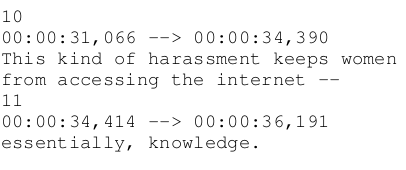 10
00:00:31,066 --> 00:00:34,390
This kind of harassment keeps women
from accessing the internet --
11
00:00:34,414 --> 00:00:36,191
essentially, knowledge.